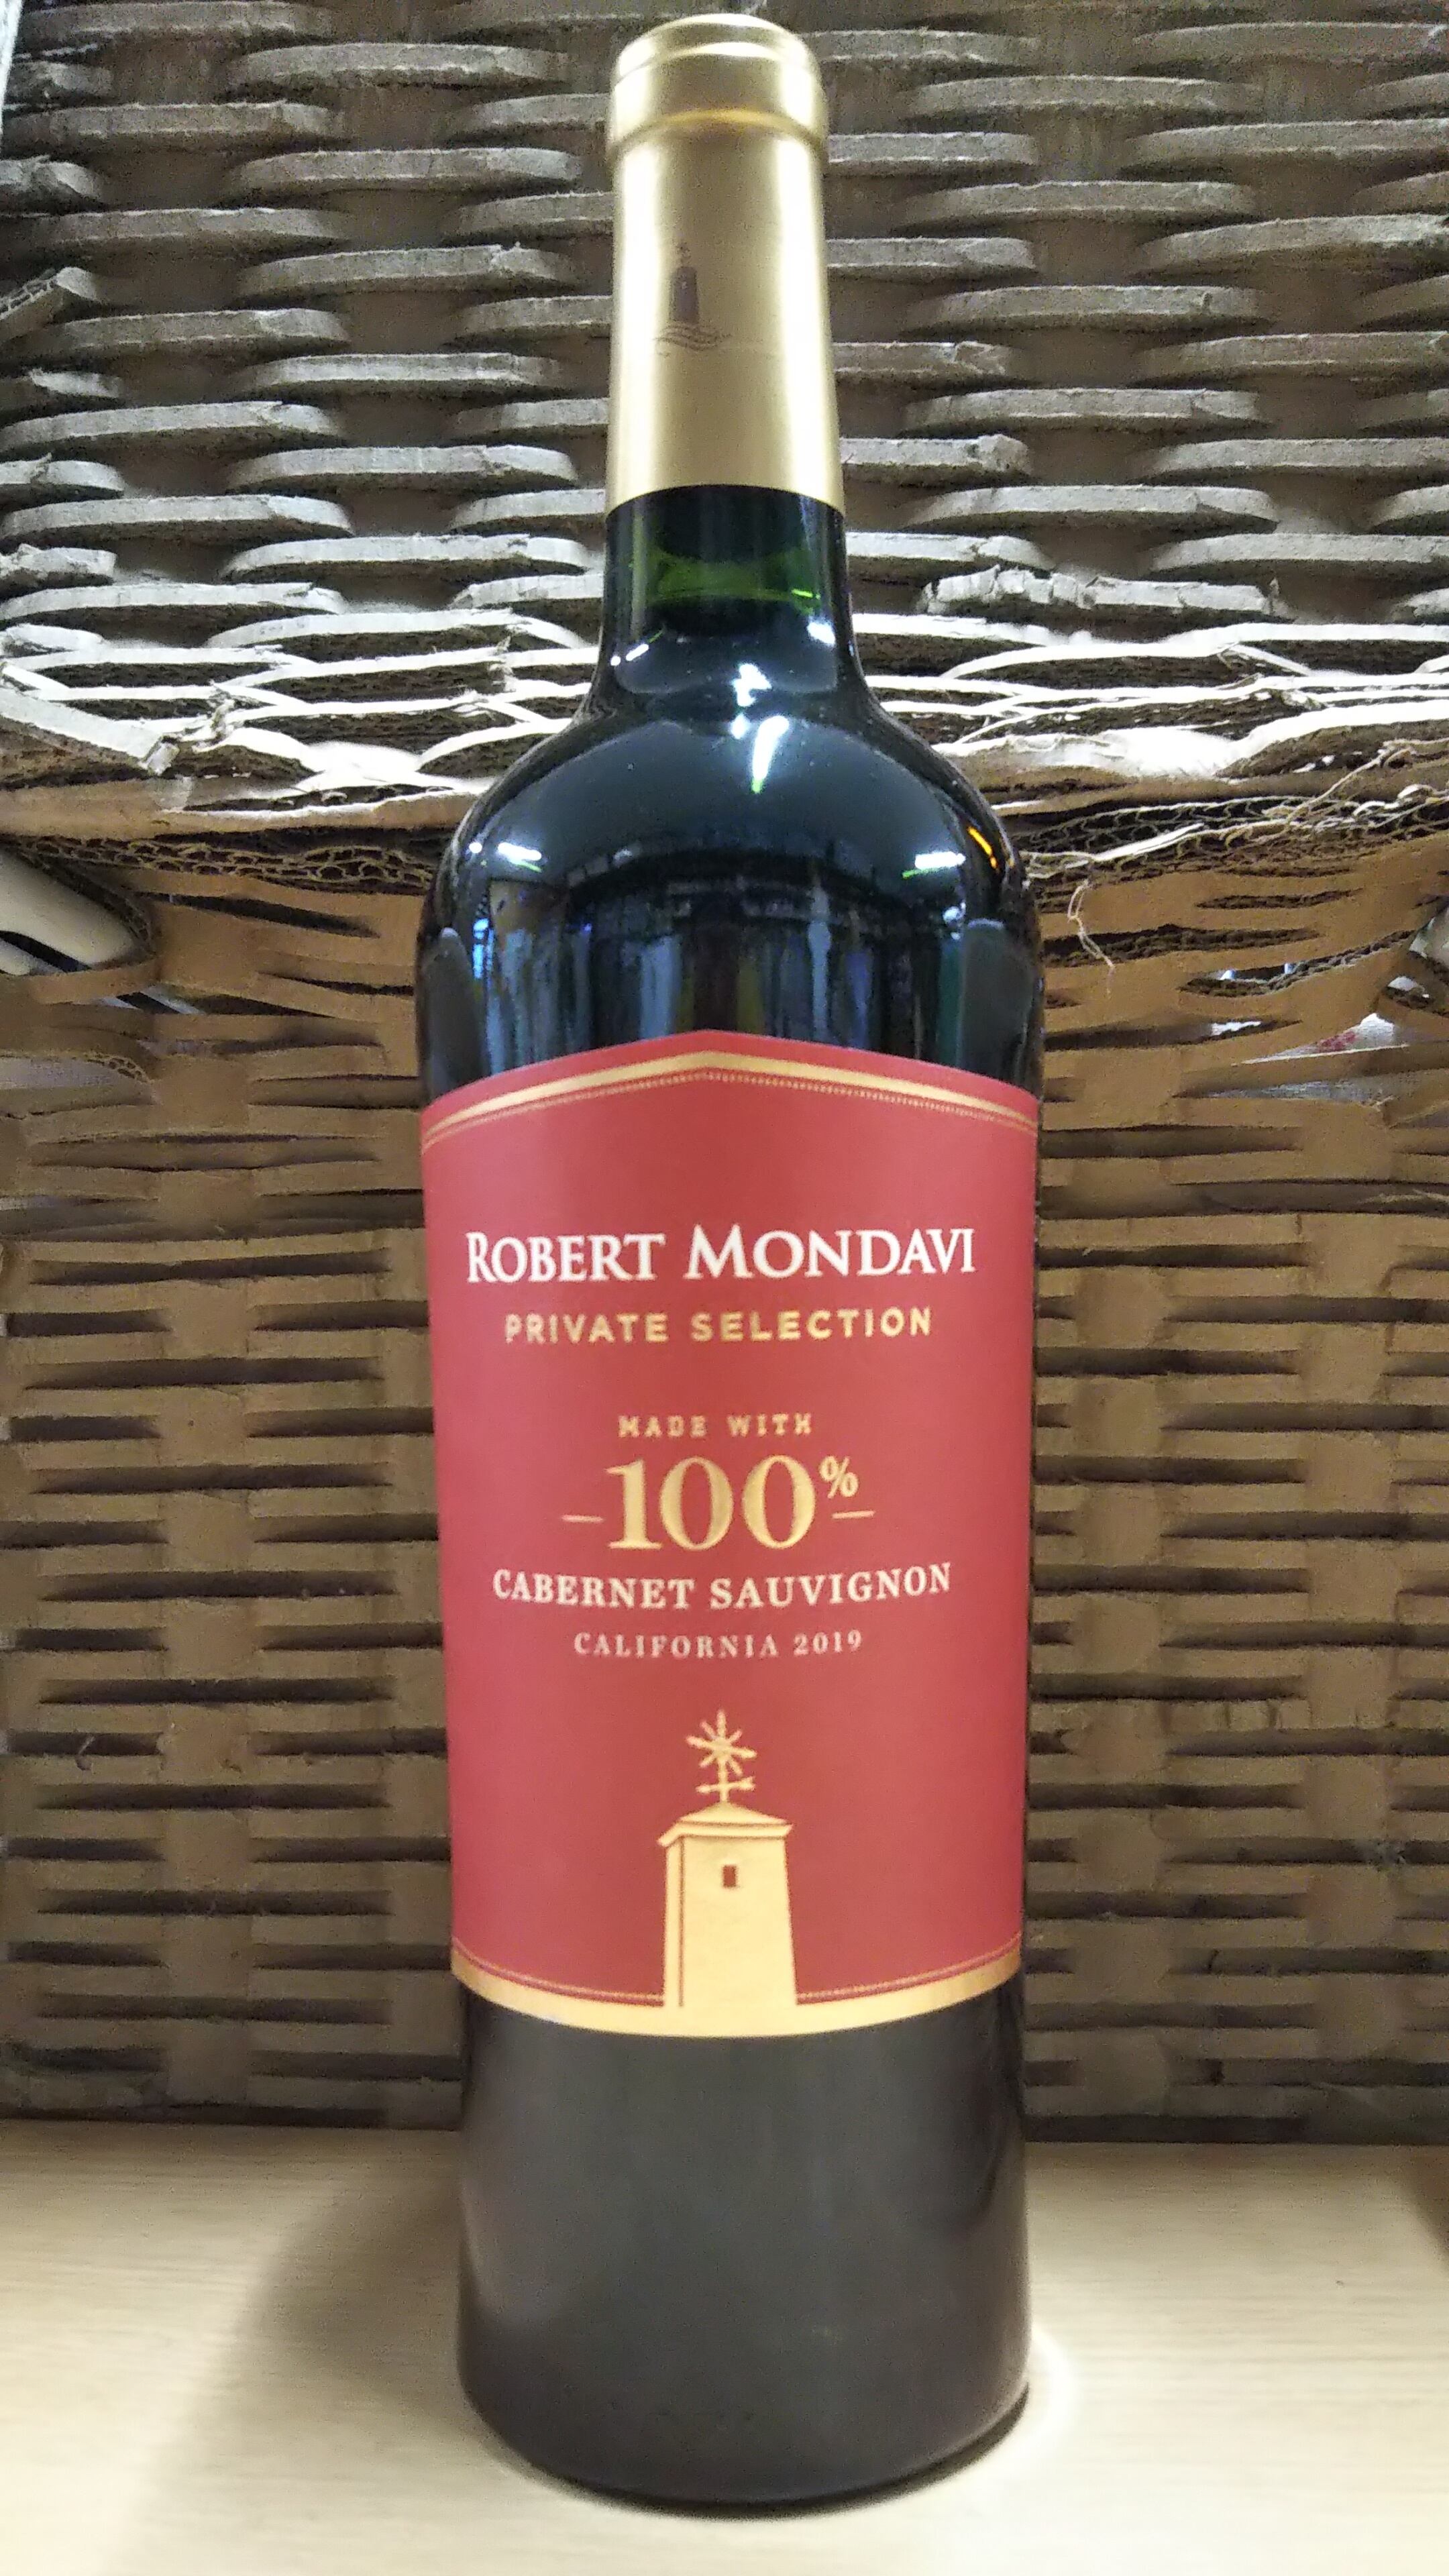 ROBERT MONDAVI
PRIVATE SELECTION
MADE WITH
-100%-
CABERNET SAUVIGNON
CALIFORNIA 2019